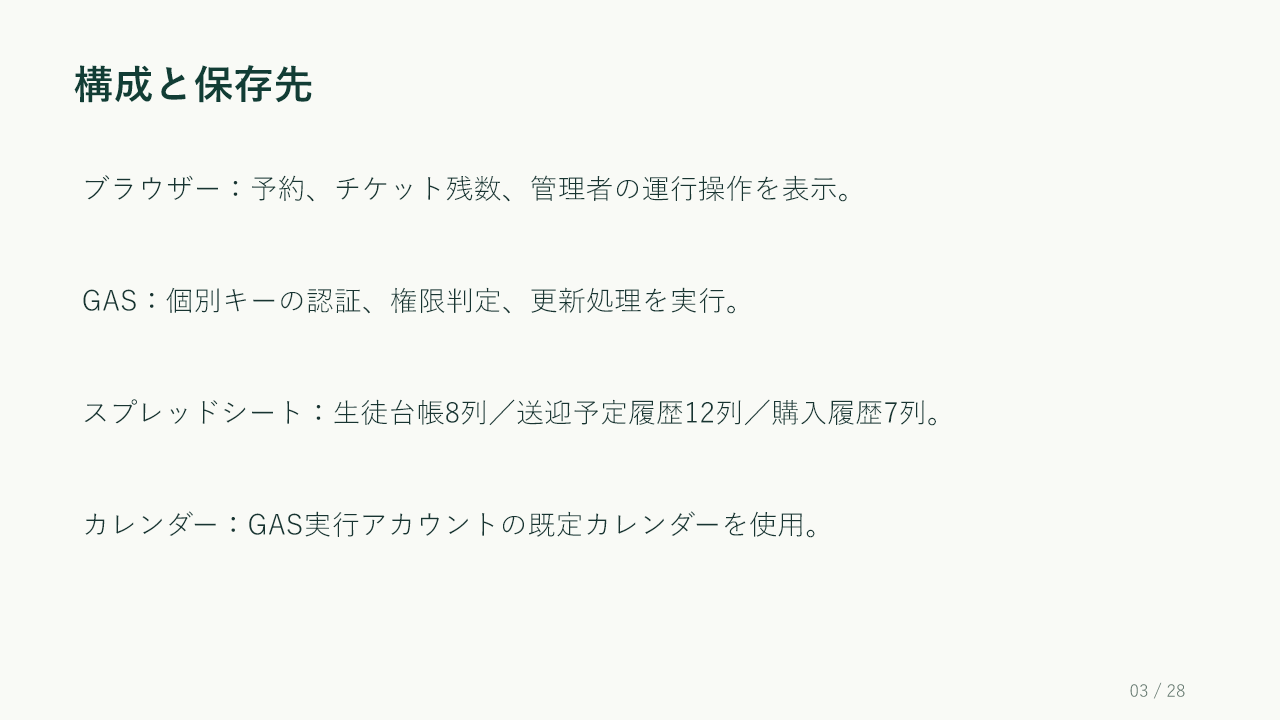 構成と保存先
ブラウザー：予約、チケット残数、管理者の運行操作を表示。
GAS：個別キーの認証、権限判定、更新処理を実行。
スプレッドシート：生徒台帳8列／送迎予定履歴12列／購入履歴7列。
カレンダー：GAS実行アカウントの既定カレンダーを使用。
03 / 28